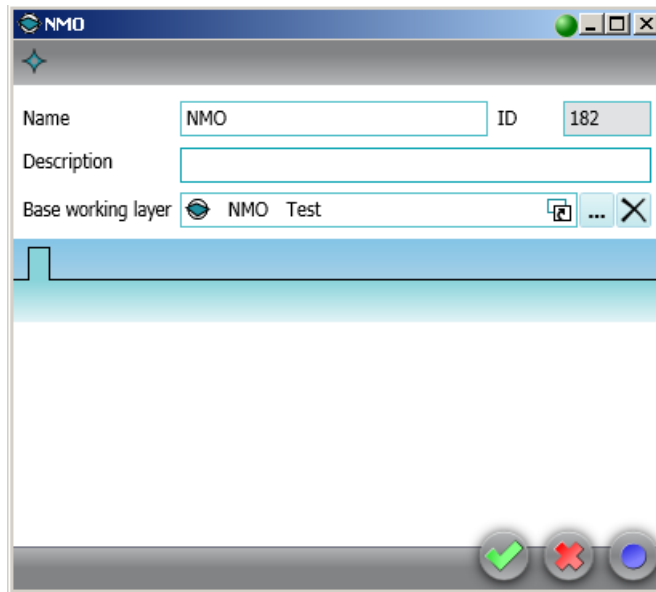 NMO
Name NMO ID 182
Description
Base working layer NMO Test ...